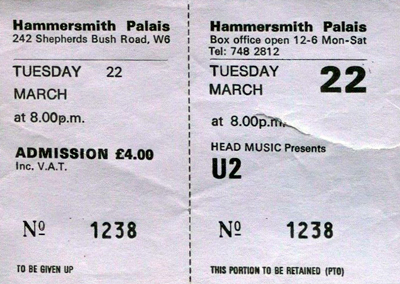 Hammersmith Palais
242 Shepherds Bush Road, W6
TUESDAY 22
MARCH
at 8.00p.m.
ADMISSION £4.00
Inc. V.A.T.
Nº 1238
TO BE GIVEN UP
Hammersmith Palais
Box office open 12-6 Mon-Sat
Tel: 748 2812
TUESDAY 22
MARCH
at 8.00p.m.
HEAD MUSIC Presents
U2
Nº 1238
THIS PORTION TO BE RETAINED (PTO)